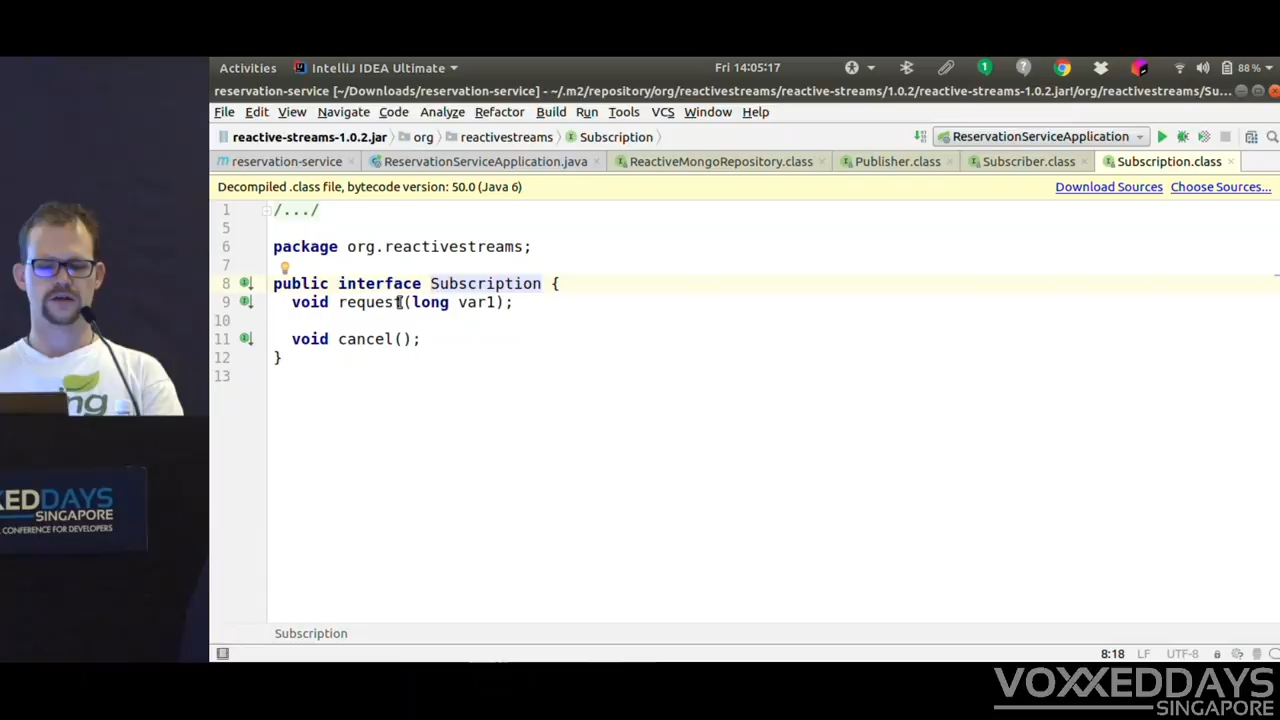 Activities IntelliJ IDEA Ultimate Fri 14:05:17 1 ? 88%
reservation-service [~/Downloads/reservation-service] - ~/.m2/repository/org/reactivestreams/reactive-streams/1.0.2/reactive-streams-1.0.2.jar!/org/reactivestreams/Su...
File Edit View Navigate Code Analyze Refactor Build Run Tools VCS Window Help
reactive-streams-1.0.2.jar org reactivestreams Subscription ReservationServiceApplication
m reservation-service ReservationServiceApplication.java ReactiveMongoRepository.class Publisher.class Subscriber.class Subscription.class
Decompiled .class file, bytecode version: 50.0 (Java 6) Download Sources Choose Sources...
1 /.../
5
6 package org.reactivestreams;
7
8 public interface Subscription {
9 void request(long var1);
10
11 void cancel();
12 }
13
Subscription
8:18 LF UTF-8
ng
XEDDAYS
SINGAPORE
CONFERENCE FOR DEVELOPERS
VOXXEDDAYS
SINGAPORE